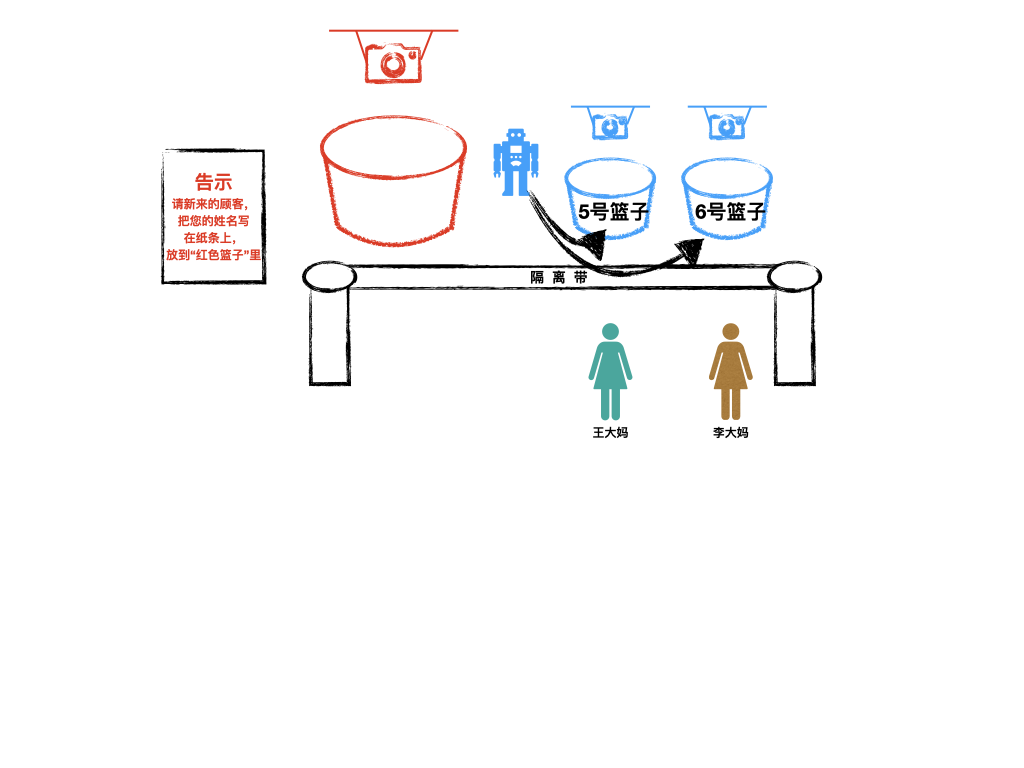 告示
请新来的顾客，
把您的姓名写
在纸条上，
放到“红色篮子”里
5号篮子
6号篮子
隔 离 带
王大妈
李大妈